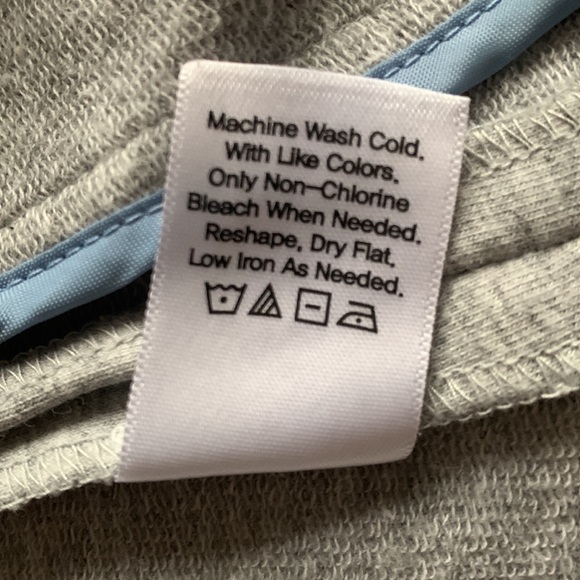 Machine Wash Cold.
With Like Colors.
Only Non-Chlorine
Bleach When Needed.
Reshape, Dry Flat.
Low Iron As Needed.